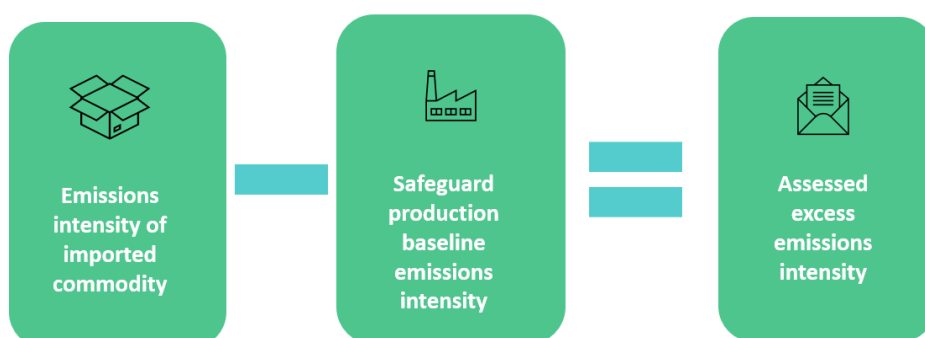 Emissions
intensity of
imported
commodity
Safeguard
production
baseline
emissions
intensity
Assessed
excess
emissions
intensity